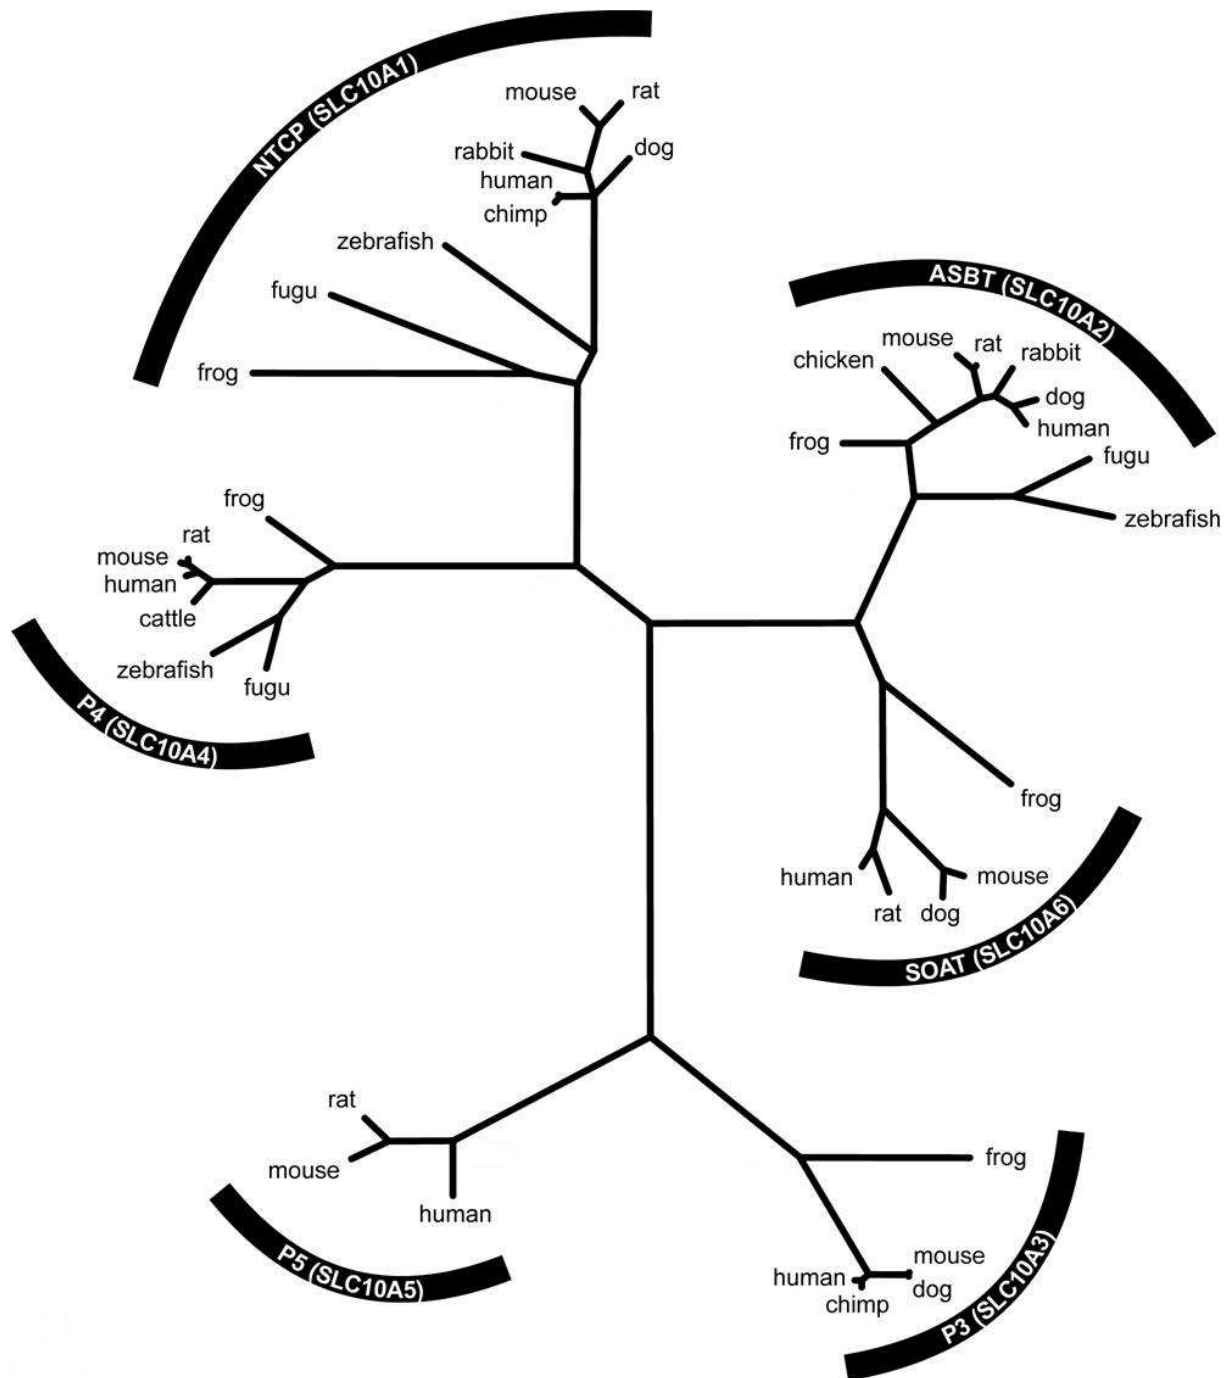 NTCP (SLC10A1)
mouse
rat
rabbit
dog
human
chimp
zebrafish
fugu
frog
ASBT (SLC10A2)
mouse
rat
rabbit
chicken
dog
human
frog
fugu
zebrafish
frog
rat
mouse
human
cattle
zebrafish
fugu
P4 (SLC10A4)
frog
human
mouse
rat
dog
SOAT (SLC10A6)
rat
mouse
human
P5 (SLC10A5)
frog
mouse
human
dog
chimp
P3 (SLC10A3)